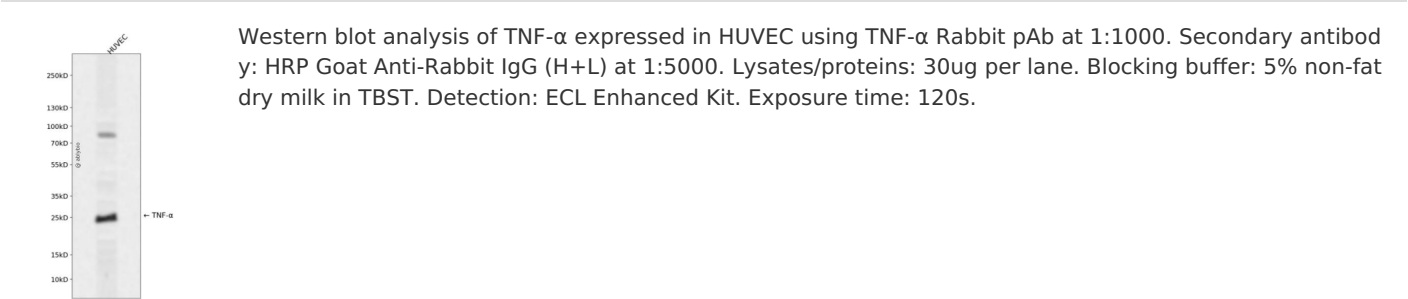 HUVEC
250kD
130kD
100kD
70kD
55kD
35kD
25kD
15kD
10kD
← TNF-α
Western blot analysis of TNF-α expressed in HUVEC using TNF-α Rabbit pAb at 1:1000. Secondary antibod
y: HRP Goat Anti-Rabbit IgG (H+L) at 1:5000. Lysates/proteins: 30ug per lane. Blocking buffer: 5% non-fat
dry milk in TBST. Detection: ECL Enhanced Kit. Exposure time: 120s.